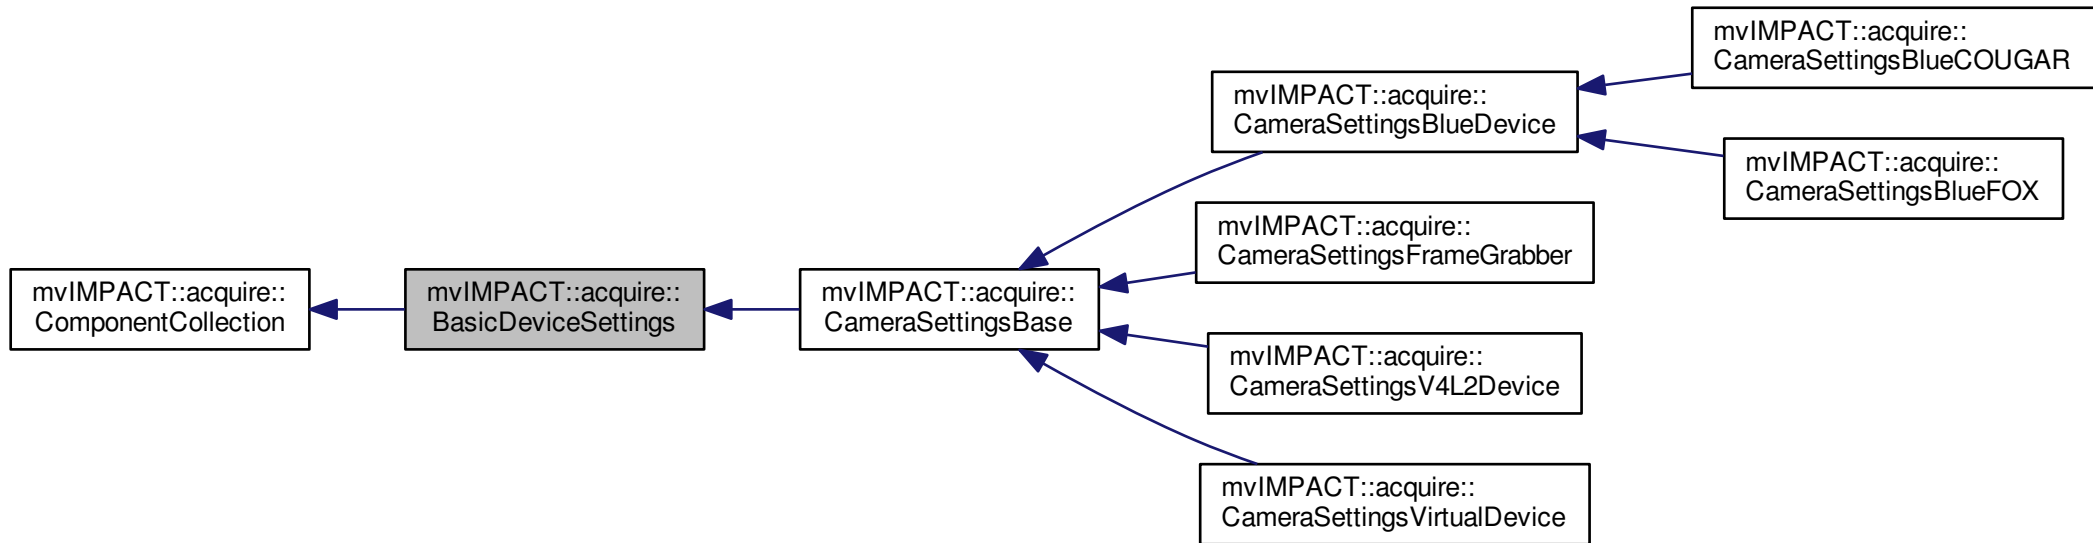 mvIMPACT::acquire::
ComponentCollection
mvIMPACT::acquire::
BasicDeviceSettings
mvIMPACT::acquire::
CameraSettingsBase
mvIMPACT::acquire::
CameraSettingsBlueDevice
mvIMPACT::acquire::
CameraSettingsBlueCOUGAR
mvIMPACT::acquire::
CameraSettingsBlueFOX
mvIMPACT::acquire::
CameraSettingsFrameGrabber
mvIMPACT::acquire::
CameraSettingsV4L2Device
mvIMPACT::acquire::
CameraSettingsVirtualDevice